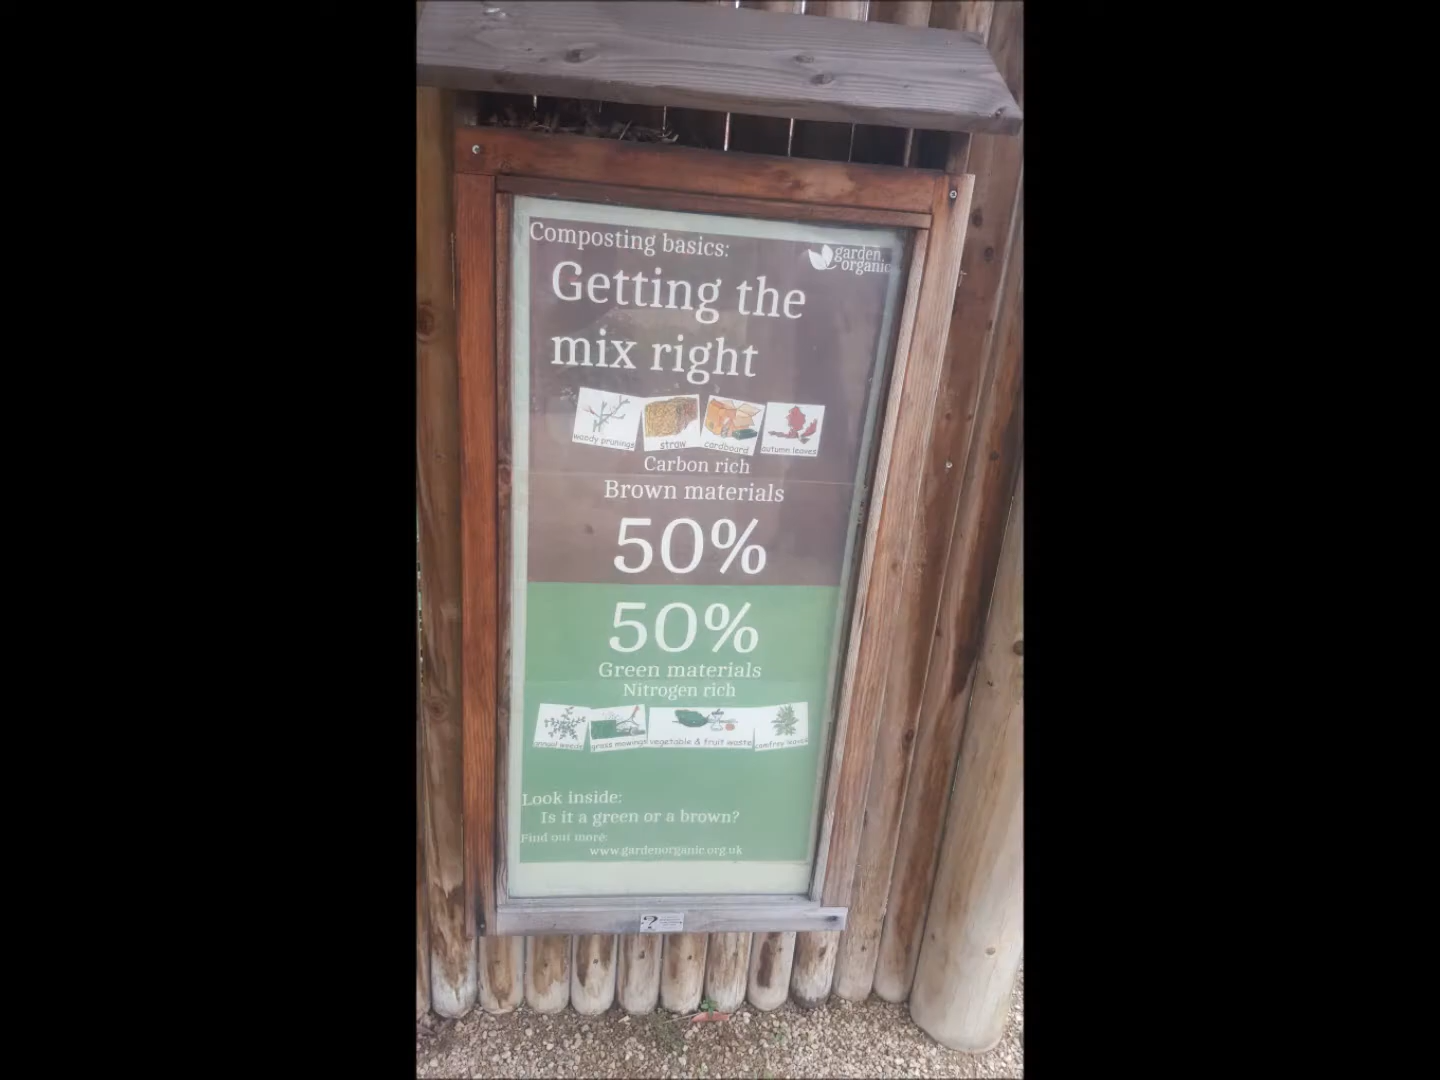 Composting basics:
garden
organic
Getting the
mix right
woody prunings
straw
cardboard
autumn leaves
Carbon rich
Brown materials
50%
50%
Green materials
Nitrogen rich
annual weeds
grass mowings
vegetable & fruit waste
comfrey leaves
Look inside:
Is it a green or a brown?
Find out more:
www.gardenorganic.org.uk
?